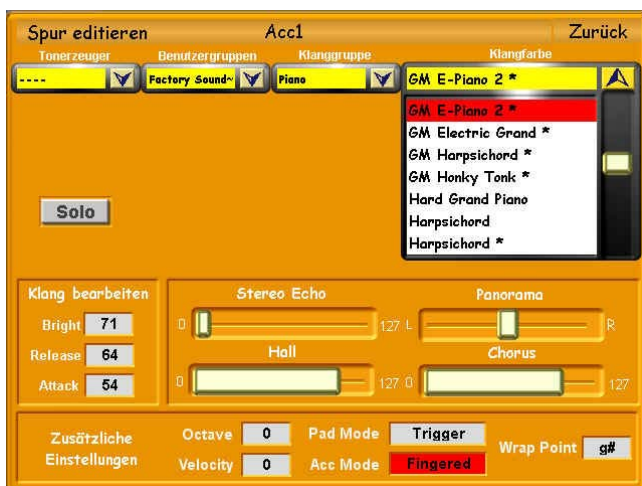 Spur editieren Acc1 Zurück
Tonerzeuger Benutzergruppen Klanggruppe Klangfarbe
---- Factory Sound~ Piano GM E-Piano 2 *
GM E-Piano 2 *
GM Electric Grand *
GM Harpsichord *
GM Honky Tonk *
Hard Grand Piano
Harpsichord
Harpsichord *
Solo
Klang bearbeiten
Bright 71
Release 64
Attack 54
Stereo Echo Panorama
0 127 L R
Hall Chorus
0 127 0 127
Zusätzliche
Einstellungen
Octave 0 Pad Mode Trigger
Velocity 0 Acc Mode Fingered
Wrap Point g#